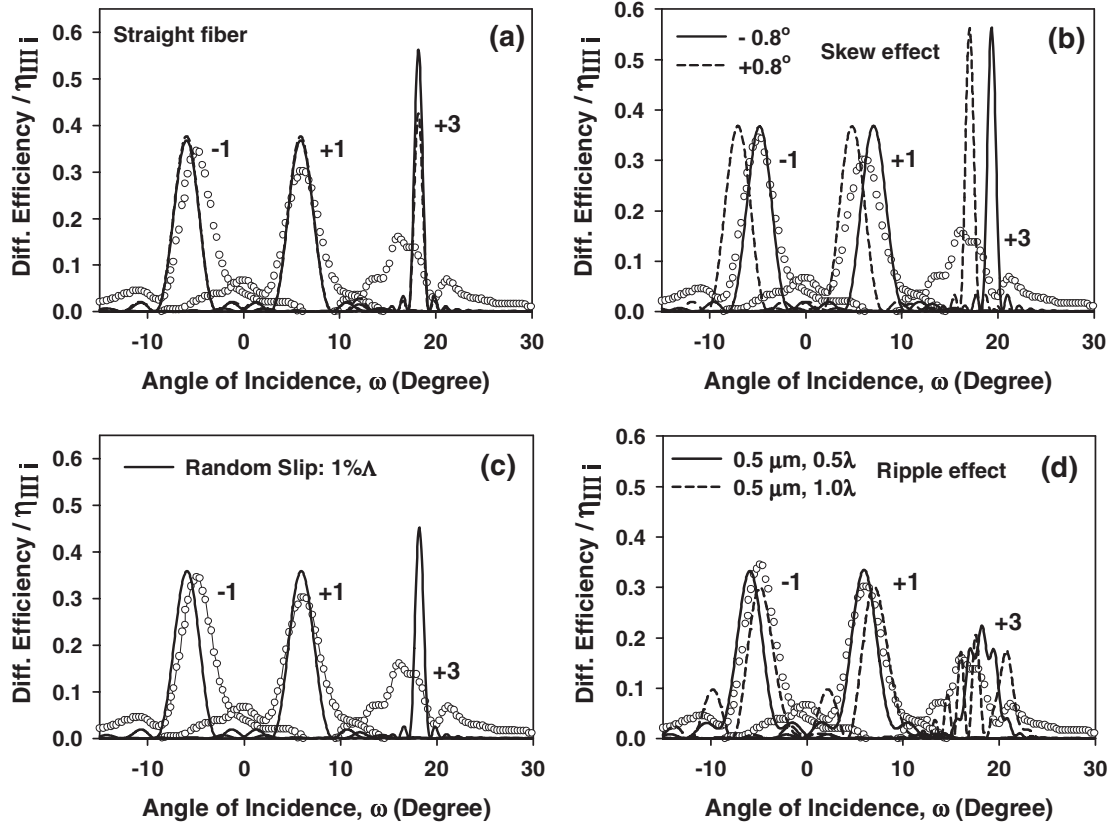 0.6
0.5
0.4
0.3
0.2
0.1
0.0
Diff. Efficiency / ηIII i
Straight fiber
(a)
-1
+1
+3
-10 0 10 20 30
Angle of Incidence, ω (Degree)
0.6
0.5
0.4
0.3
0.2
0.1
0.0
Diff. Efficiency / ηIII i
- 0.8°
+0.8°
Skew effect
(b)
-1
+1
+3
-10 0 10 20 30
Angle of Incidence, ω (Degree)
0.6
0.5
0.4
0.3
0.2
0.1
0.0
Diff. Efficiency / ηIII i
Random Slip: 1%Λ
(c)
-1
+1
+3
-10 0 10 20 30
Angle of Incidence, ω (Degree)
0.6
0.5
0.4
0.3
0.2
0.1
0.0
Diff. Efficiency / ηIII i
0.5 μm, 0.5λ
0.5 μm, 1.0λ
Ripple effect
(d)
-1
+1
+3
-10 0 10 20 30
Angle of Incidence, ω (Degree)